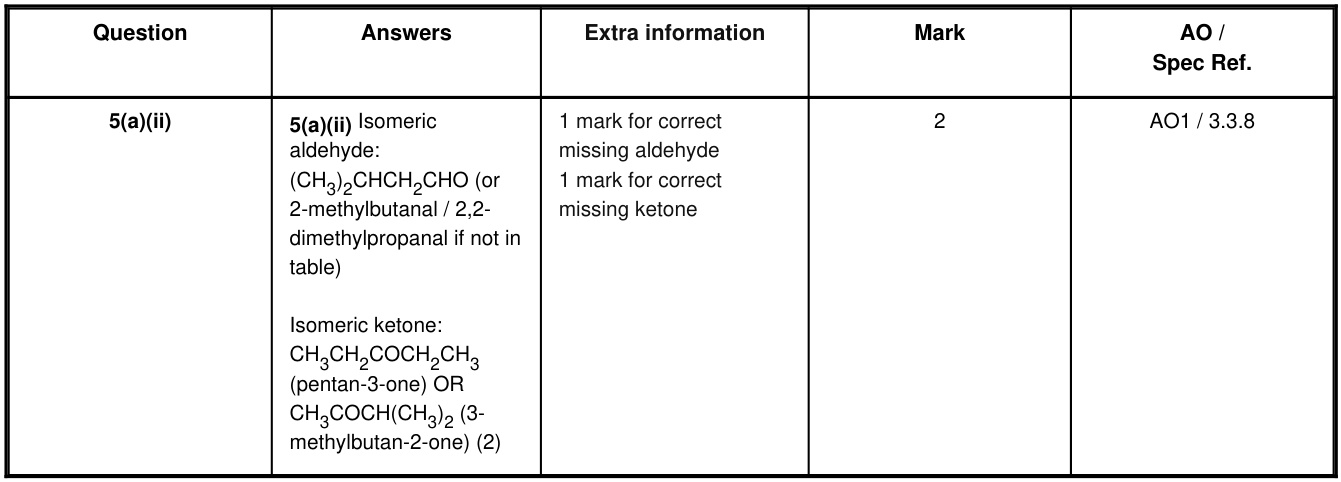 Question Answers Extra information Mark AO /
Spec Ref.
5(a)(ii) 5(a)(ii) Isomeric 1 mark for correct 2 AO1 / 3.3.8
aldehyde: missing aldehyde
(CH3)2CHCH2CHO (or 1 mark for correct
2-methylbutanal / 2,2- missing ketone
dimethylpropanal if not in
table)
Isomeric ketone:
CH3CH2COCH2CH3
(pentan-3-one) OR
CH3COCH(CH3)2 (3-
methylbutan-2-one) (2)